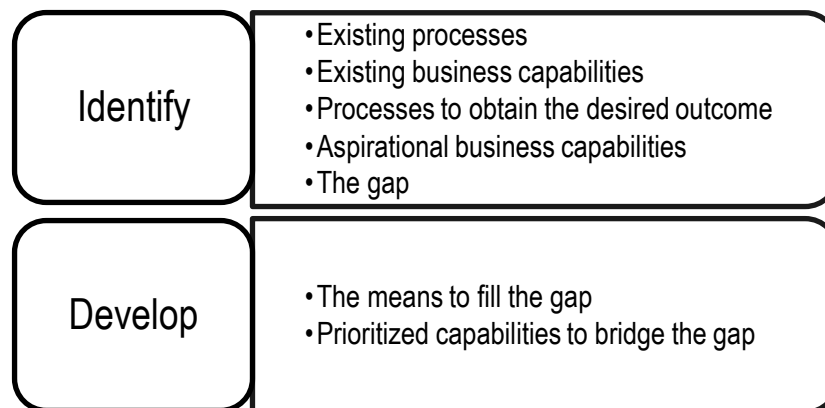 Identify
•Existing processes
•Existing business capabilities
•Processes to obtain the desired outcome
•Aspirational business capabilities
•The gap
Develop
•The means to fill the gap
•Prioritized capabilities to bridge the gap